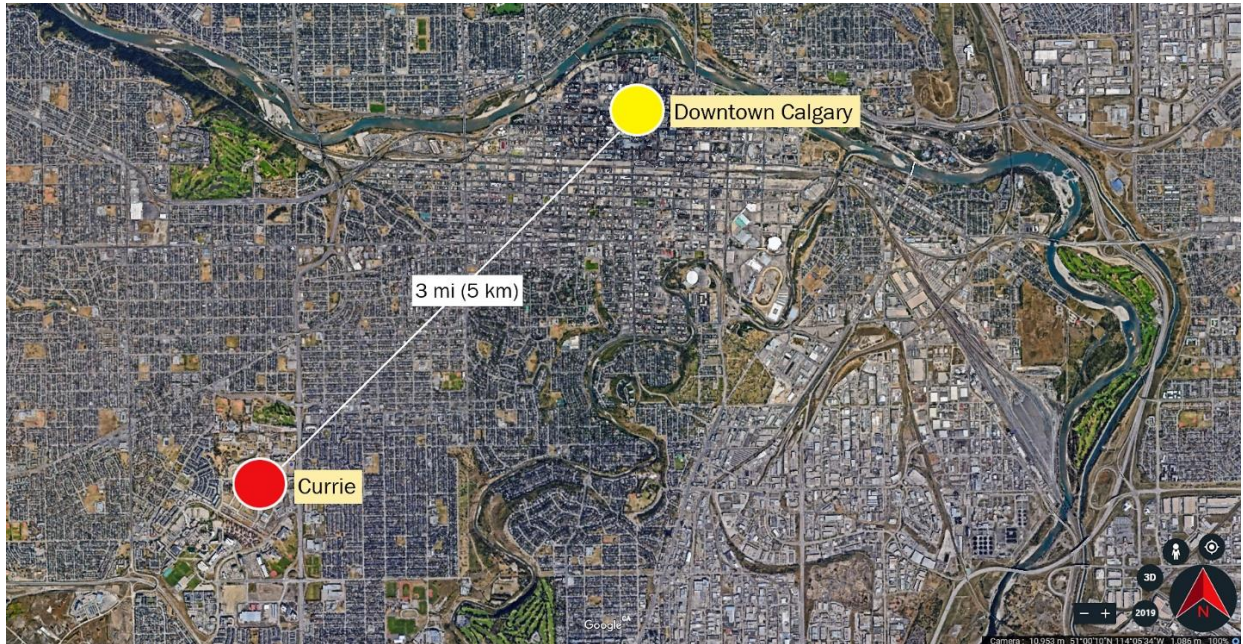 Downtown Calgary
3 mi (5 km)
Currie
3D
2019
N
Google
Camera : 10,953 m 51°00'10"N 114°05'34"W 1,086 m 100%